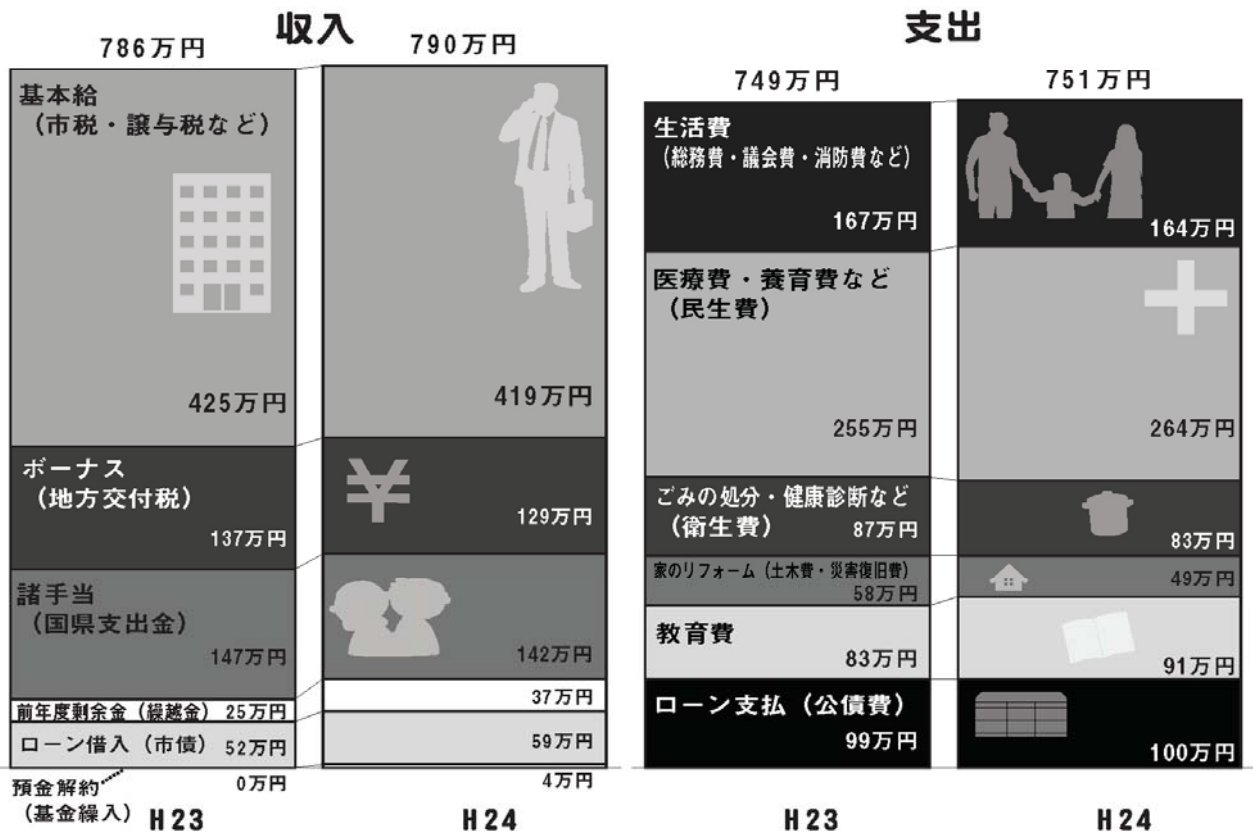 収入
786万円
790万円
基本給
（市税・譲与税など）
425万円
419万円
ボーナス
（地方交付税）
137万円
¥
129万円
諸手当
（国県支出金）
147万円
142万円
前年度剰余金（繰越金） 25万円
37万円
ローン借入（市債） 52万円
59万円
預金解約
（基金繰入）
0万円
4万円
H23
H24
支出
749万円
751万円
生活費
（総務費・議会費・消防費など）
167万円
164万円
医療費・養育費など
（民生費）
255万円
264万円
ごみの処分・健康診断など
（衛生費） 87万円
83万円
家のリフォーム（土木費・災害復旧費）
58万円
49万円
教育費
83万円
91万円
ローン支払（公債費）
99万円
100万円
H23
H24